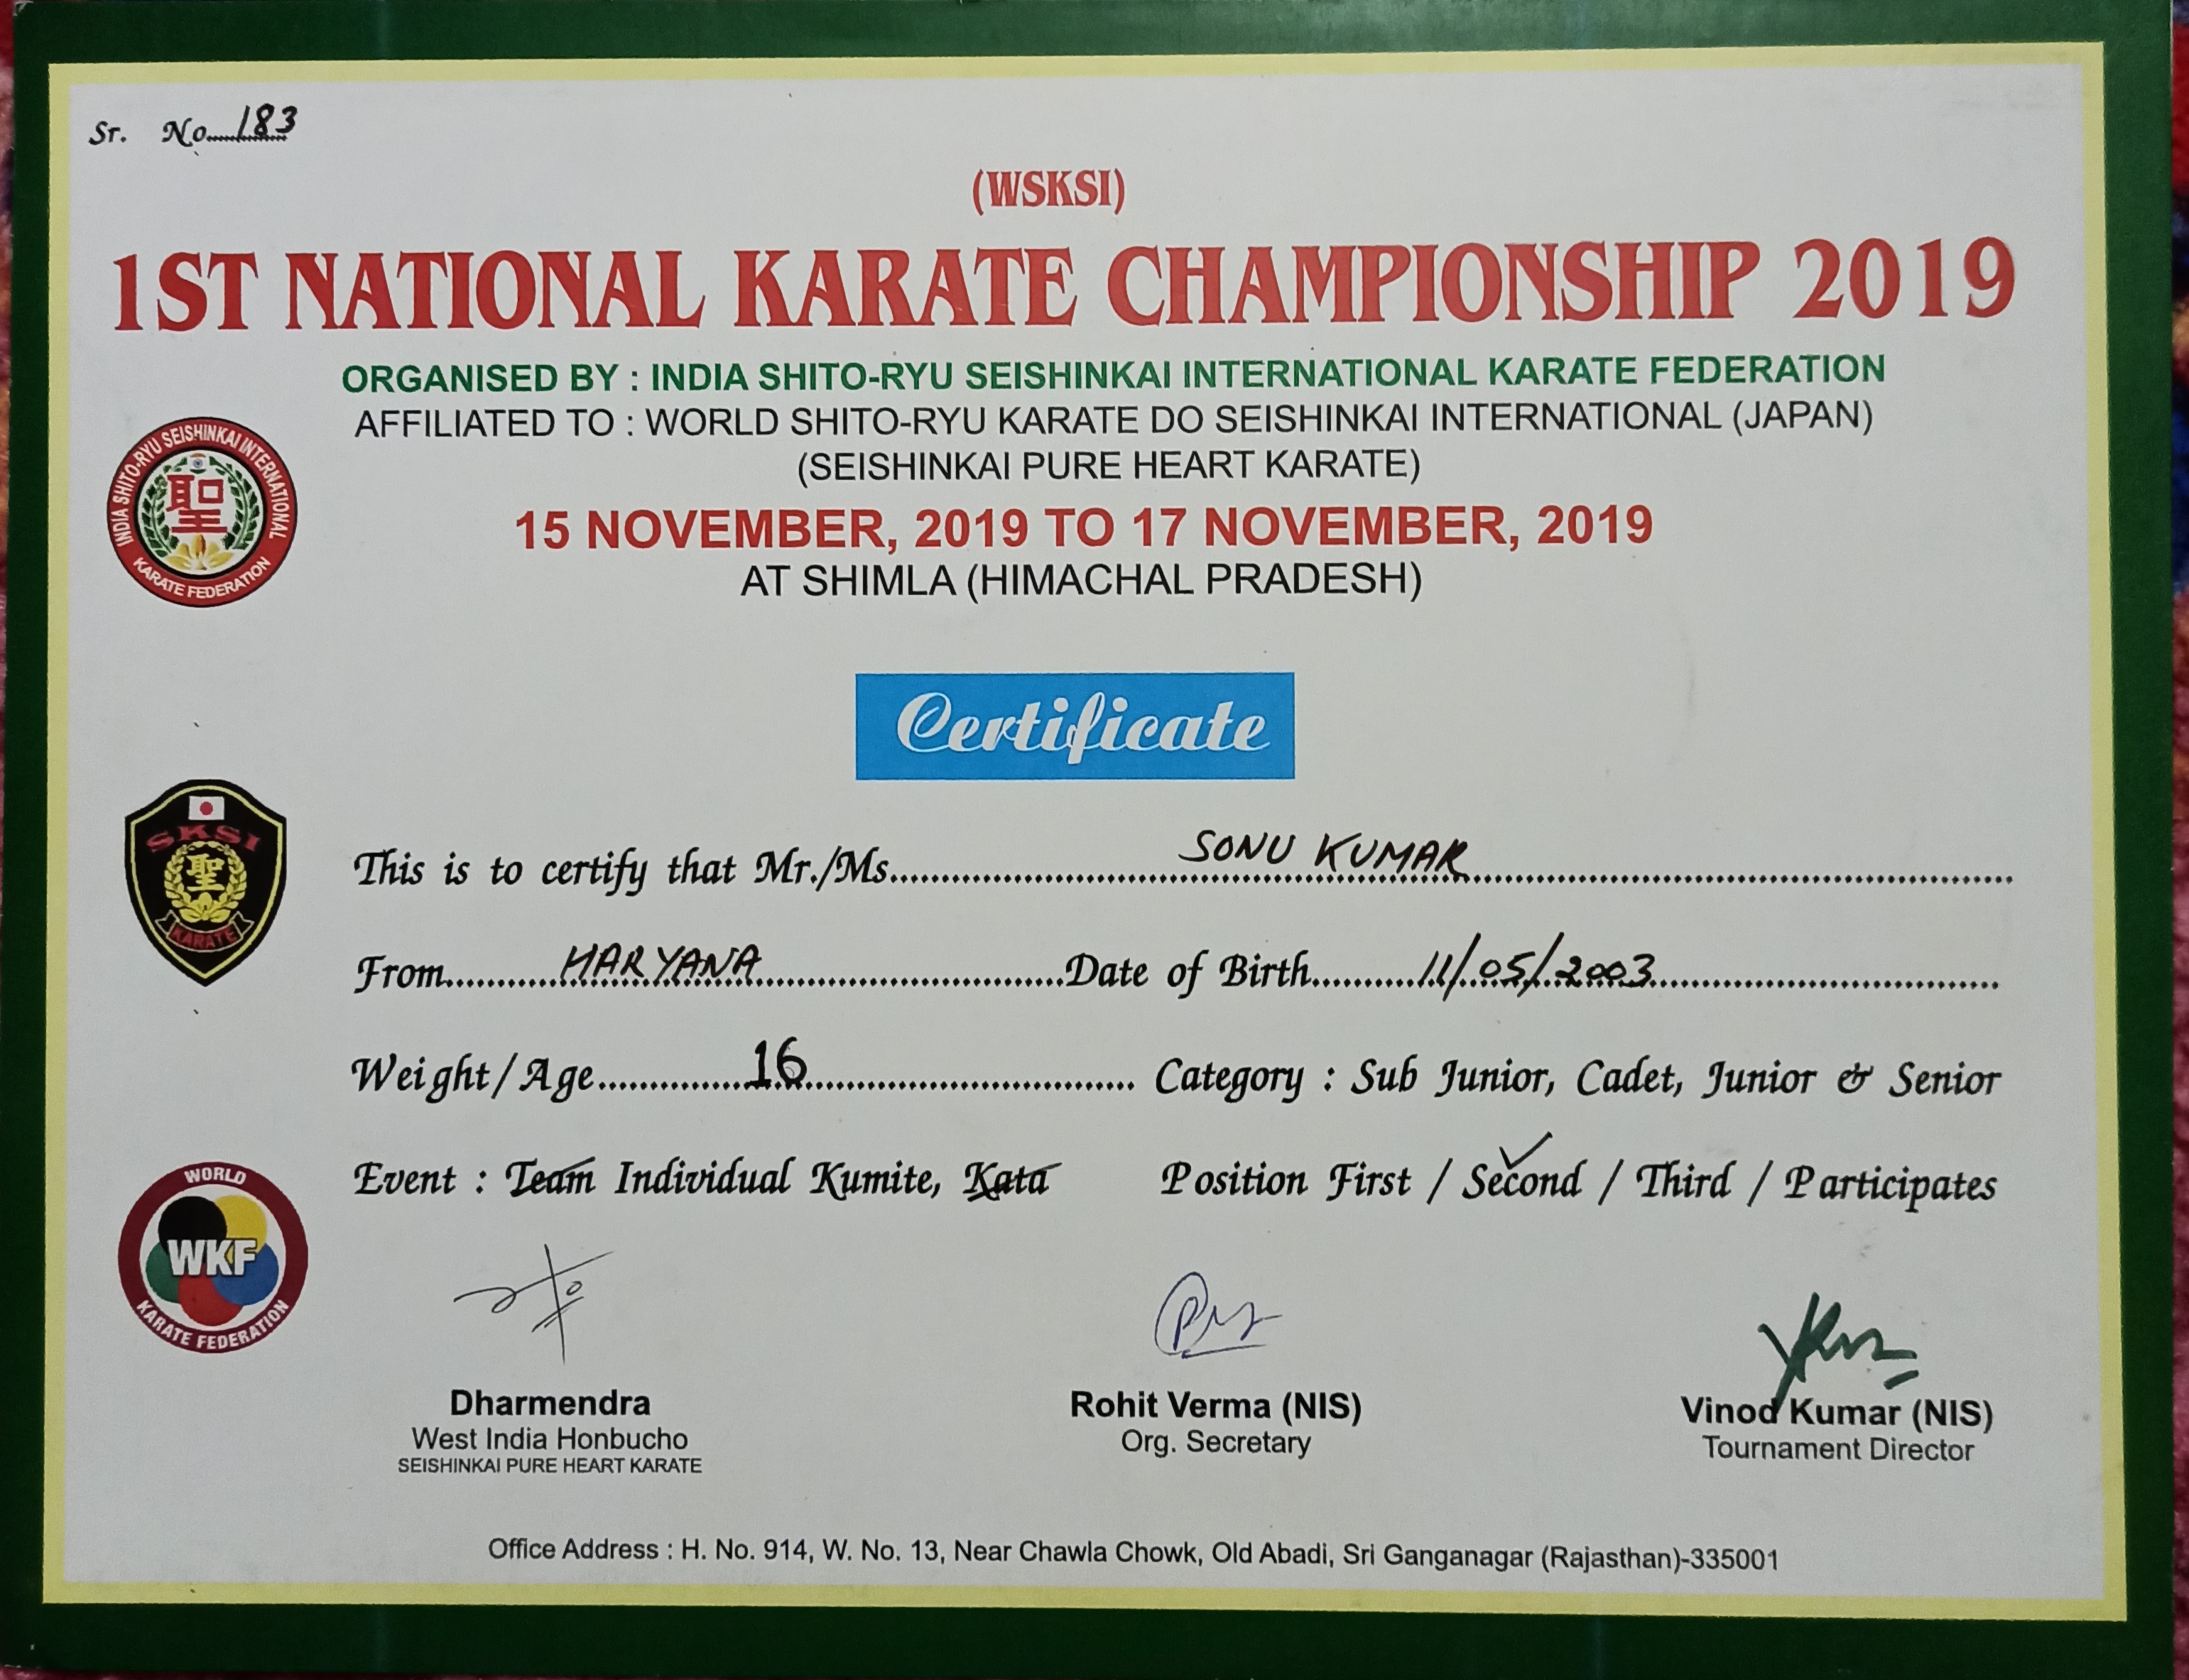 Sr. No. 183
(WSKSI)
1ST NATIONAL KARATE CHAMPIONSHIP 2019
ORGANISED BY : INDIA SHITO-RYU SEISHINKAI INTERNATIONAL KARATE FEDERATION
AFFILIATED TO : WORLD SHITO-RYU KARATE DO SEISHINKAI INTERNATIONAL (JAPAN)
(SEISHINKAI PURE HEART KARATE)
15 NOVEMBER, 2019 TO 17 NOVEMBER, 2019
AT SHIMLA (HIMACHAL PRADESH)
INDIA SHITO-RYU SEISHINKAI INTERNATIONAL
聖
KARATE FEDERATION
Certificate
SKSI
聖
KARATE
This is to certify that Mr./Ms. SONU KUMAR
From HARYANA Date of Birth 11/05/2003
Weight/Age 16 Category : Sub Junior, Cadet, Junior & Senior
Event : Team Individual Kumite, Kata Position First / Second / Third / Participates
WORLD
WKF
KARATE FEDERATION
Dharmendra
West India Honbucho
SEISHINKAI PURE HEART KARATE
Rohit Verma (NIS)
Org. Secretary
Vinod Kumar (NIS)
Tournament Director
Office Address : H. No. 914, W. No. 13, Near Chawla Chowk, Old Abadi, Sri Ganganagar (Rajasthan)-335001